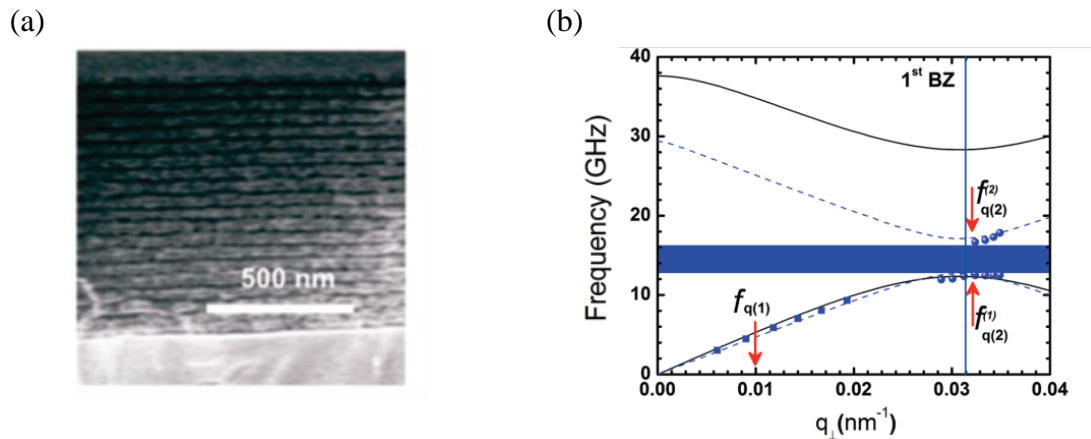 (a)
500 nm
(b)
40
30
20
10
0
Frequency (GHz)
1st BZ
f(2)q(2)
fq(1)
f(1)q(2)
0.00 0.01 0.02 0.03 0.04
q⊥(nm-1)